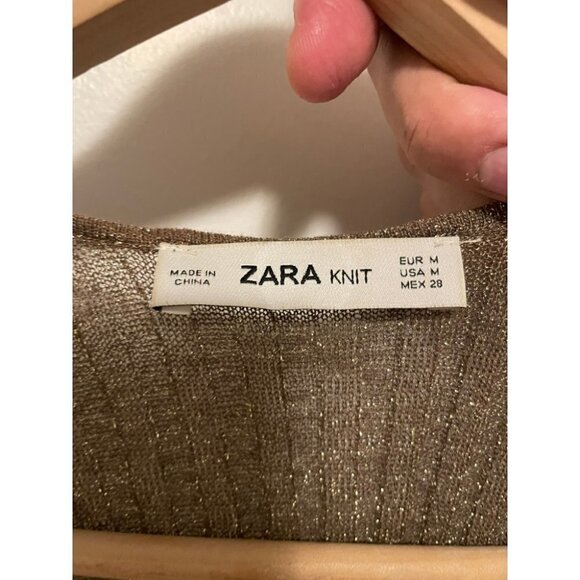 MADE IN
CHINA
ZARA KNIT
EUR M
USA M
MEX 28